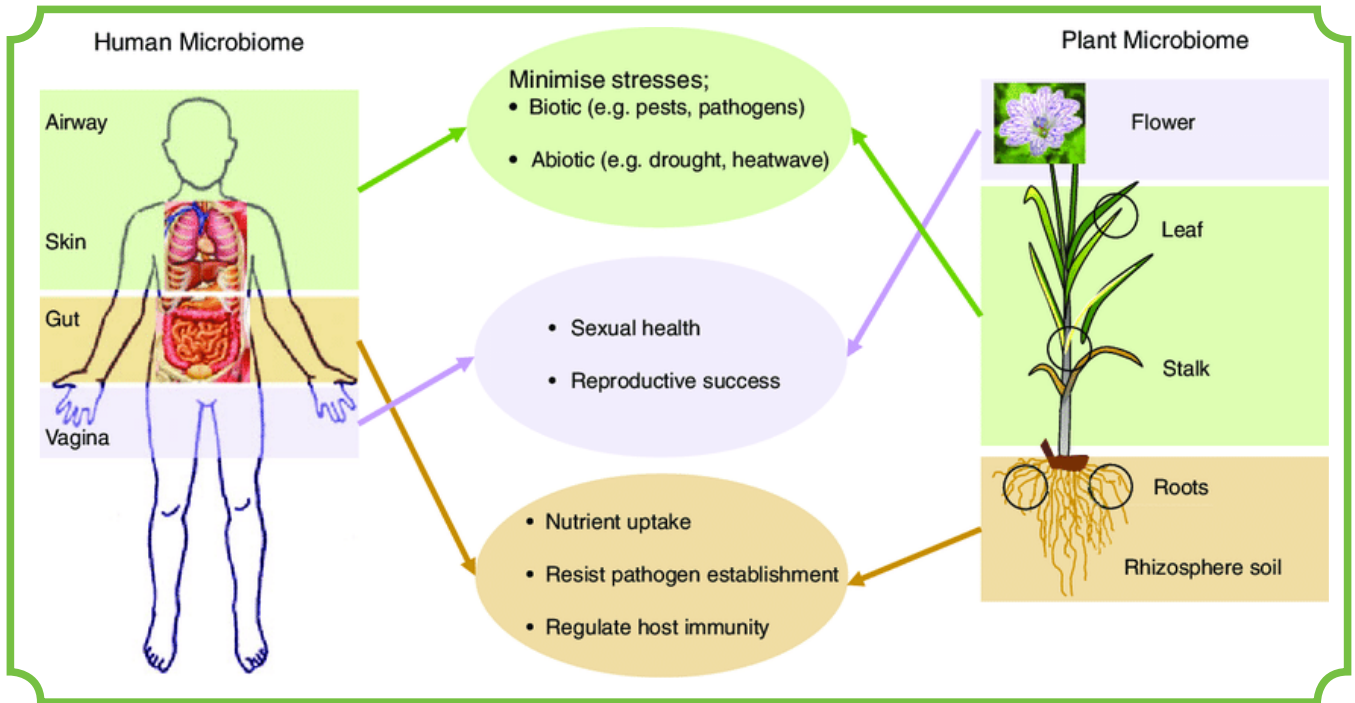 Human Microbiome
Airway
Skin
Gut
Vagina
Minimise stresses;
• Biotic (e.g. pests, pathogens)
• Abiotic (e.g. drought, heatwave)
• Sexual health
• Reproductive success
• Nutrient uptake
• Resist pathogen establishment
• Regulate host immunity
Plant Microbiome
Flower
Leaf
Stalk
Roots
Rhizosphere soil